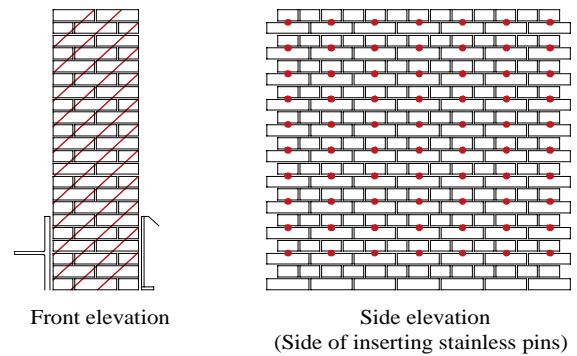 Front elevation
Side elevation
(Side of inserting stainless pins)